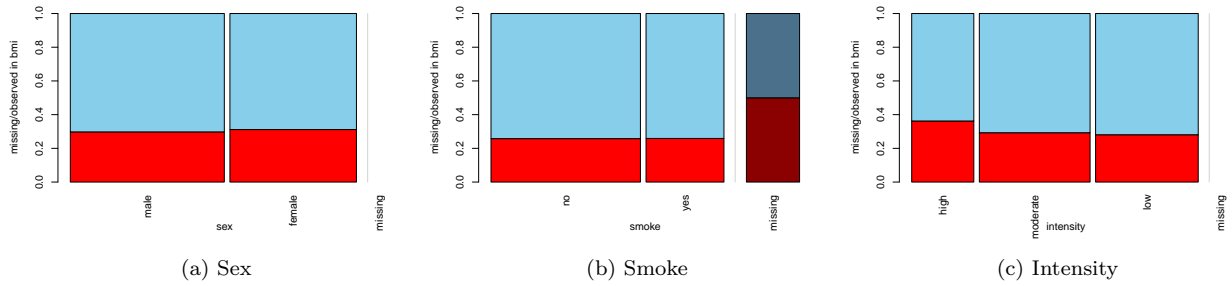 missing/observed in bmi
0.0 0.2 0.4 0.6 0.8 1.0
male
female
missing
sex
(a) Sex
missing/observed in bmi
0.0 0.2 0.4 0.6 0.8 1.0
no
yes
missing
smoke
(b) Smoke
missing/observed in bmi
0.0 0.2 0.4 0.6 0.8 1.0
high
moderate
low
missing
intensity
(c) Intensity